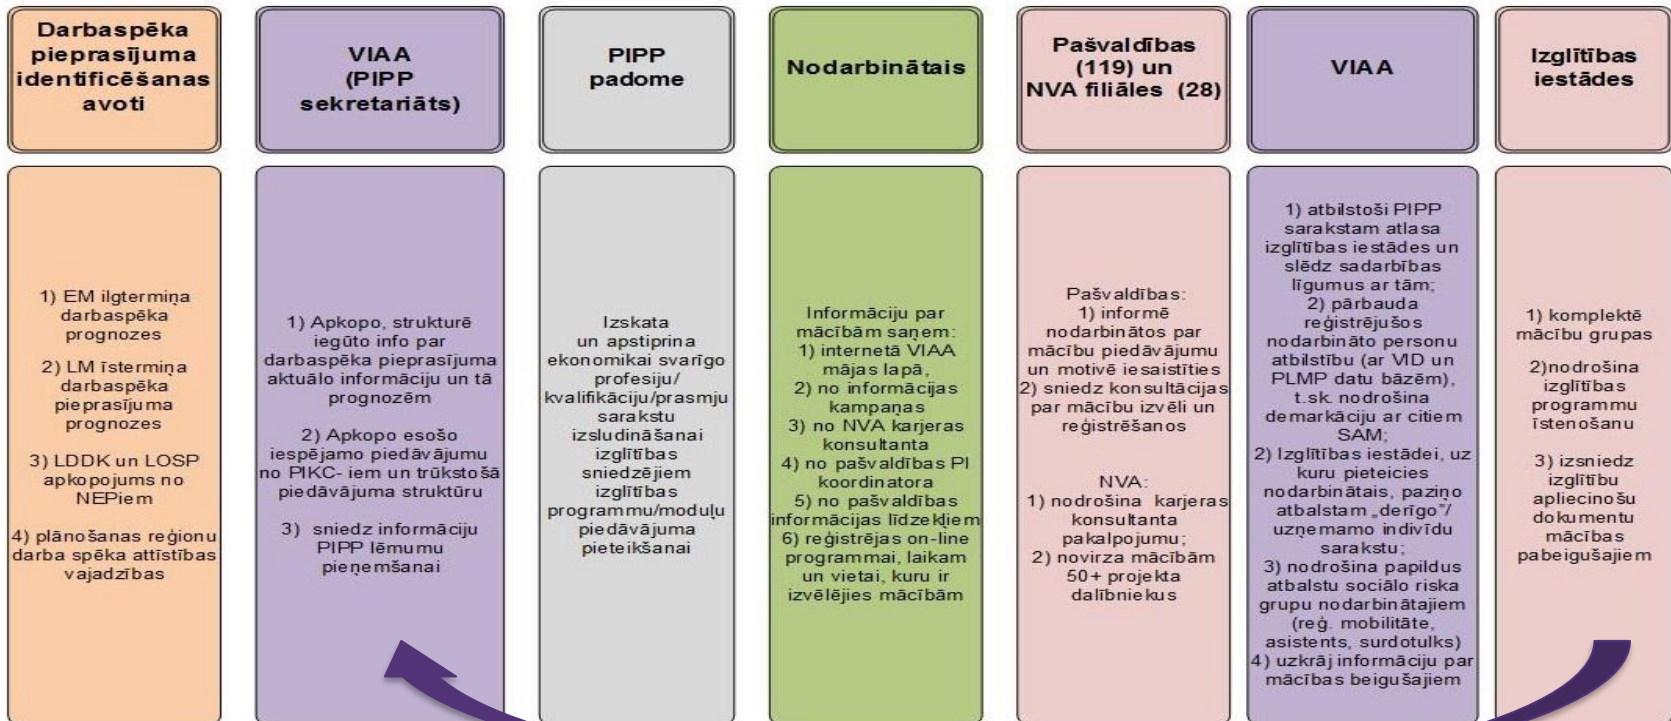 Darbaspēka
pieprasījuma
identificēšanas
avoti
VIAA
(PIPP
sekretariāts)
PIPP
padome
Nodarbinātais
Pašvaldības
(119) un
NVA filiāles (28)
VIAA
Izglītības
iestādes
1) EM ilgtermiņa
darbaspēka
prognozes
2) LM īstermiņa
darbaspēka
pieprasījuma
prognozes
3) LDDK un LOSP
apkopojums no
NEPiem
4) plānošanas reģionu
darba spēka attīstības
vajadzības
1) Apkopo, strukturē
iegūto info par
darbaspēka pieprasījuma
aktuālo informāciju un tā
prognozēm
2) Apkopo esošo
iespējamo piedāvājumu
no PIKC- iem un trūkstošā
piedāvājuma struktūru
3) sniedz informāciju
PIPP lēmumu
pieņemšanai
Izskata
un apstiprina
ekonomikai svarīgo
profesiju/
kvalifikāciju/prasmju
sarakstu
izsludināšanai
izglītības
sniedzējiem
izglītības
programmu/moduļu
piedāvājuma
pieteikšanai
Informāciju par
mācībām saņem:
1) internetā VIAA
mājas lapā,
2) no informācijas
kampaņas
3) no NVA karjeras
konsultanta
4) no pašvaldības PI
koordinatora
5) no pašvaldības
informācijas līdzekļiem
6) reģistrējas on-line
programmai, laikam
un vietai, kuru ir
izvēlējies mācībām
Pašvaldības:
1) informē
nodarbinātos par
mācību piedāvājumu
un motivē iesaistīties
2) sniedz konsultācijas
par mācību izvēli un
reģistrēšanos
NVA:
1) nodrošina karjeras
konsultanta
pakalpojumu;
2) novirza mācībām
50+ projekta
dalībniekus
1) atbilstoši PIPP
sarakstam atlasa
izglītības iestādes un
slēdz sadarbības
līgumus ar tām;
2) pārbauda
reģistrējušos
nodarbināto personu
atbilstību (ar VID un
PLMP datu bāzēm),
t.sk. nodrošina
demarkāciju ar citiem
SAM;
2) Izglītības iestādei, uz
kuru pieteicies
nodarbinātais, paziņo
atbalstam „derīgo”/
uzņemamo indivīdu
sarakstu;
3) nodrošina papildus
atbalstu sociālo riska
grupu nodarbinātajiem
(reģ. mobilitāte,
asistents, surdotulks)
4) uzkrāj informāciju par
mācības beigušajiem
1) komplektē
mācību grupas
2)nodrošina
izglītības
programmu
īstenošanu
3) izsniedz
izglītību
apliecinošu
dokumentu
mācības
pabeigušajiem